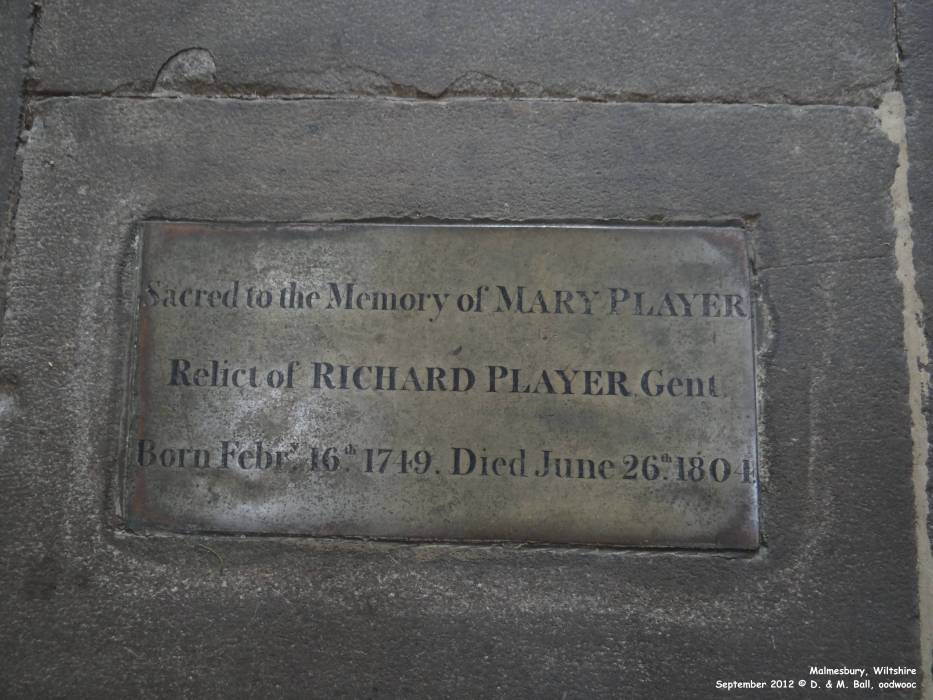 Sacred to the Memory of MARY PLAYER
Relict of RICHARD PLAYER Gent.
Born Febry. 16th. 1749. Died June 26th. 1804
Malmesbury, Wiltshire
September 2012 © D. & M. Ball, oodwooc